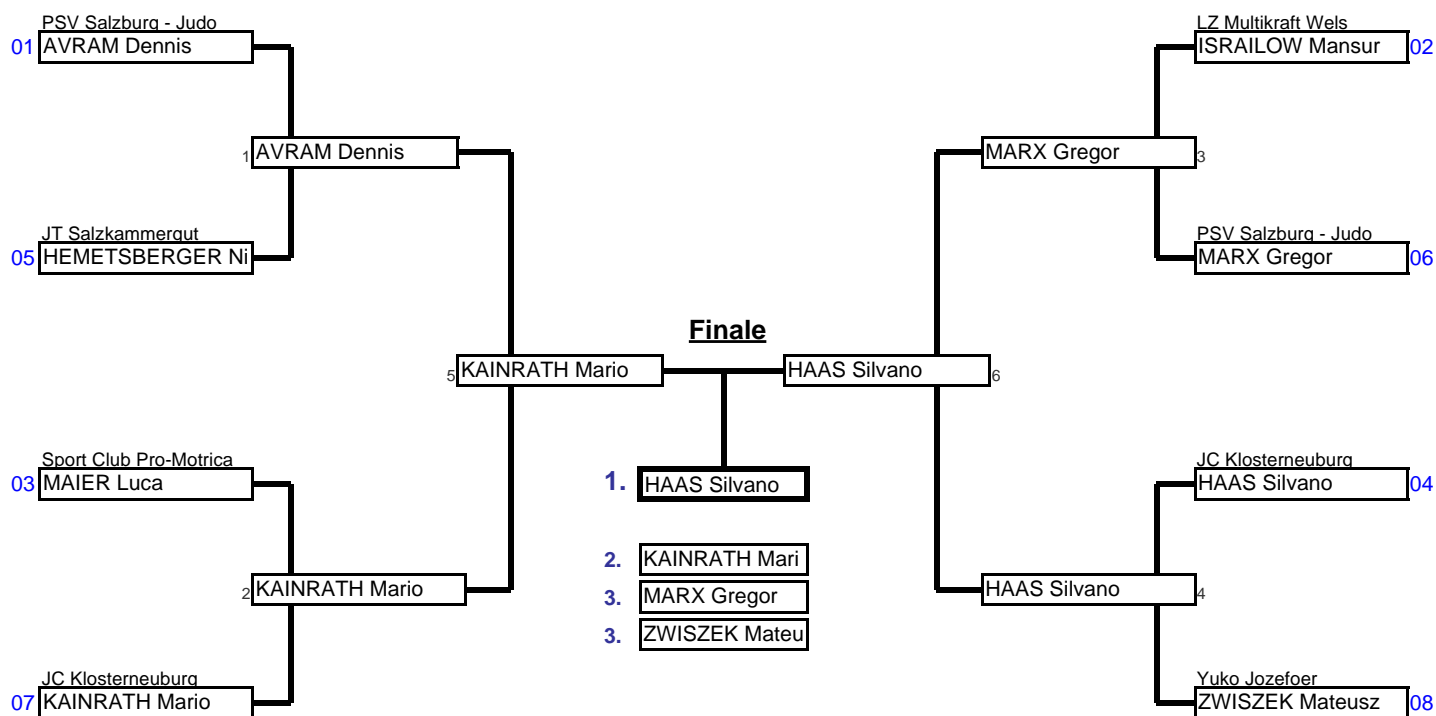 PSV Salzburg - Judo
01 AVRAM Dennis
LZ Multikraft Wels
ISRAILOW Mansur 02
1 AVRAM Dennis
MARX Gregor 3
JT Salzkammergut
05 HEMETSBERGER Ni
PSV Salzburg - Judo
MARX Gregor 06
Finale
5 KAINRATH Mario
HAAS Silvano 6
Sport Club Pro-Motrica
03 MAIER Luca
1. HAAS Silvano
JC Klosterneuburg
HAAS Silvano 04
2. KAINRATH Mari
2 KAINRATH Mario
3. MARX Gregor
HAAS Silvano 4
3. ZWISZEK Mateu
JC Klosterneuburg
07 KAINRATH Mario
Yuko Jozefoer
ZWISZEK Mateusz 08